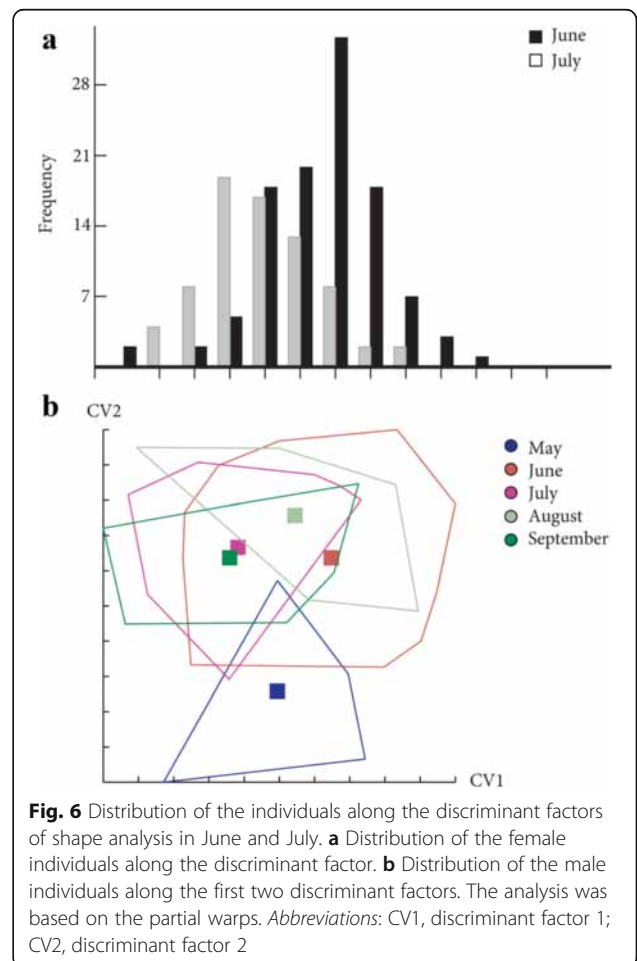 a
June
July
28
21
14
7
Frequency
b
CV2
May
June
July
August
September
CV1
Fig. 6 Distribution of the individuals along the discriminant factors
of shape analysis in June and July. a Distribution of the female
individuals along the discriminant factor. b Distribution of the male
individuals along the first two discriminant factors. The analysis was
based on the partial warps. Abbreviations: CV1, discriminant factor 1;
CV2, discriminant factor 2